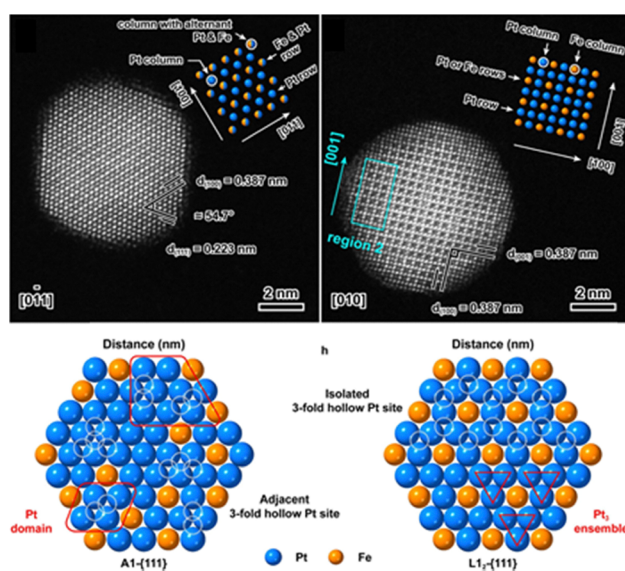 column with alternant
Pt & Fe
Fe & Pt
row
Pt column
Pt row
[100]
[011]
d(100) = 0.387 nm
≈ 54.7°
d(111) = 0.223 nm
[01̄1]
2 nm
Pt column
Fe column
Pt or Fe rows
Pt row
[001]
[100]
[001]
region 2
d(001) = 0.387 nm
d(100) = 0.387 nm
[010]
2 nm
Distance (nm)
h
Distance (nm)
Isolated
3-fold hollow Pt site
Pt
domain
Adjacent
3-fold hollow Pt site
Pt₃
ensemble
A1-{111}
Pt
Fe
L1₂-{111}